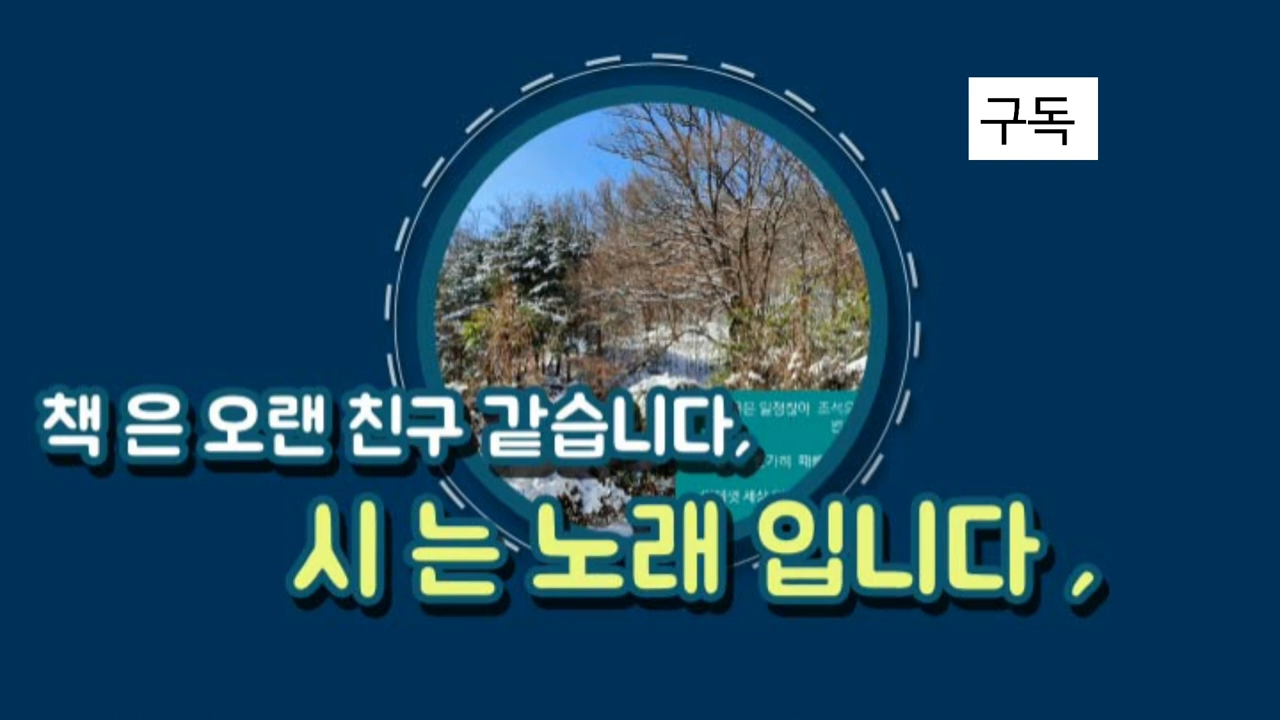 구독
책 은 오랜 친구 같습니다,
시 는 노래 입니다 ,